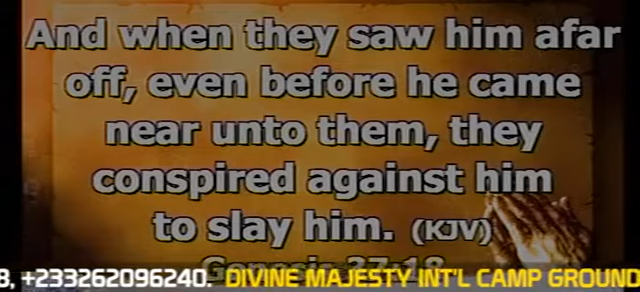 And when they saw him afar
off, even before he came
near unto them, they
conspired against him
to slay him. (KJV)
Genesis 37:18
8, +233262096240. DIVINE MAJESTY INT'L CAMP GROUND